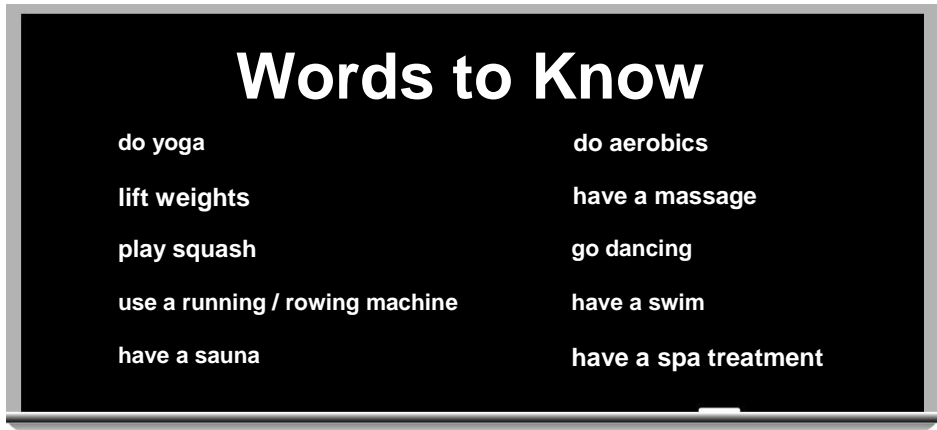 Words to Know
do yoga
lift weights
play squash
use a running / rowing machine
have a sauna
do aerobics
have a massage
go dancing
have a swim
have a spa treatment